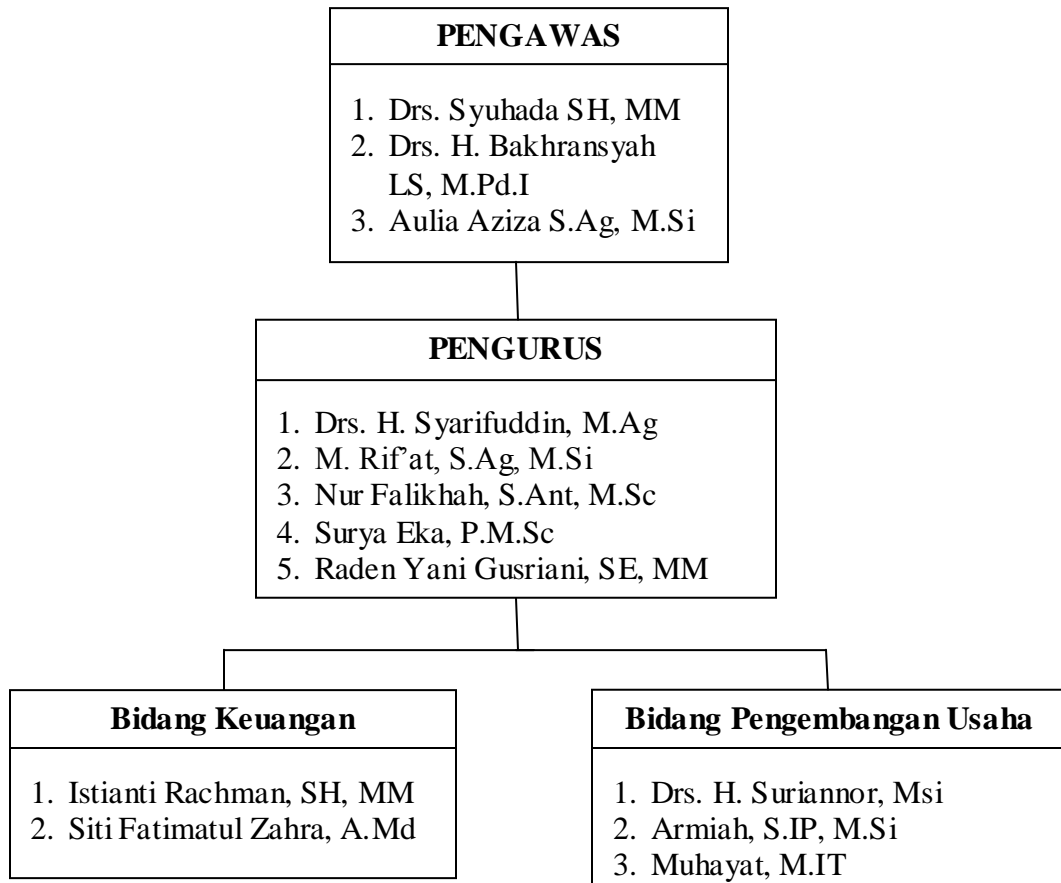 PENGAWAS
1. Drs. Syuhada SH, MM
2. Drs. H. Bakhransyah
LS, M.Pd.I
3. Aulia Aziza S.Ag, M.Si
PENGURUS
1. Drs. H. Syarifuddin, M.Ag
2. M. Rif’at, S.Ag, M.Si
3. Nur Falikhah, S.Ant, M.Sc
4. Surya Eka, P.M.Sc
5. Raden Yani Gusriani, SE, MM
Bidang Keuangan
1. Istianti Rachman, SH, MM
2. Siti Fatimatul Zahra, A.Md
Bidang Pengembangan Usaha
1. Drs. H. Suriannor, Msi
2. Armiah, S.IP, M.Si
3. Muhayat, M.IT